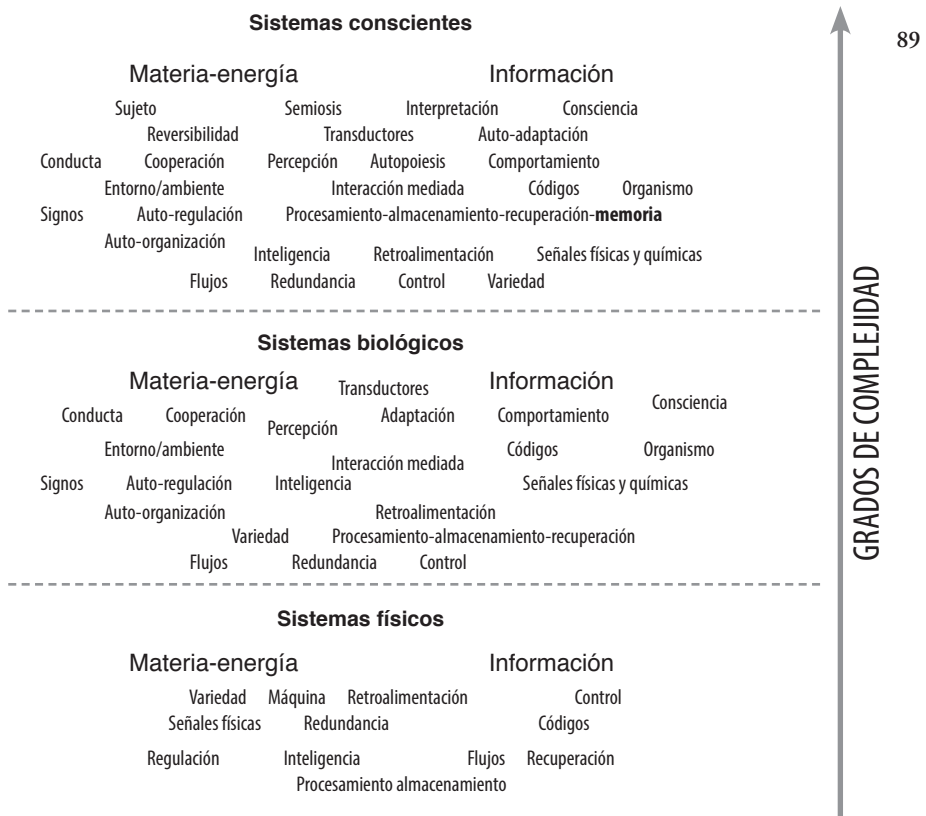 Sistemas conscientes
89
Materia-energía Información
Sujeto Semiosis Interpretación Consciencia
Reversibilidad Transductores Auto-adaptación
Conducta Cooperación Percepción Autopoiesis Comportamiento
Entorno/ambiente Interacción mediada Códigos Organismo
Signos Auto-regulación Procesamiento-almacenamiento-recuperación-memoria
Auto-organización
Inteligencia Retroalimentación Señales físicas y químicas
Flujos Redundancia Control Variedad
Sistemas biológicos
Materia-energía Transductores Información
Consciencia
Conducta Cooperación Percepción Adaptación Comportamiento
Entorno/ambiente Interacción mediada Códigos Organismo
Signos Auto-regulación Inteligencia Señales físicas y químicas
Auto-organización Retroalimentación
Variedad Procesamiento-almacenamiento-recuperación
Flujos Redundancia Control
Sistemas físicos
Materia-energía Información
Variedad Máquina Retroalimentación Control
Señales físicas Redundancia Códigos
Regulación Inteligencia Flujos Recuperación
Procesamiento almacenamiento
GRADOS DE COMPLEJIDAD